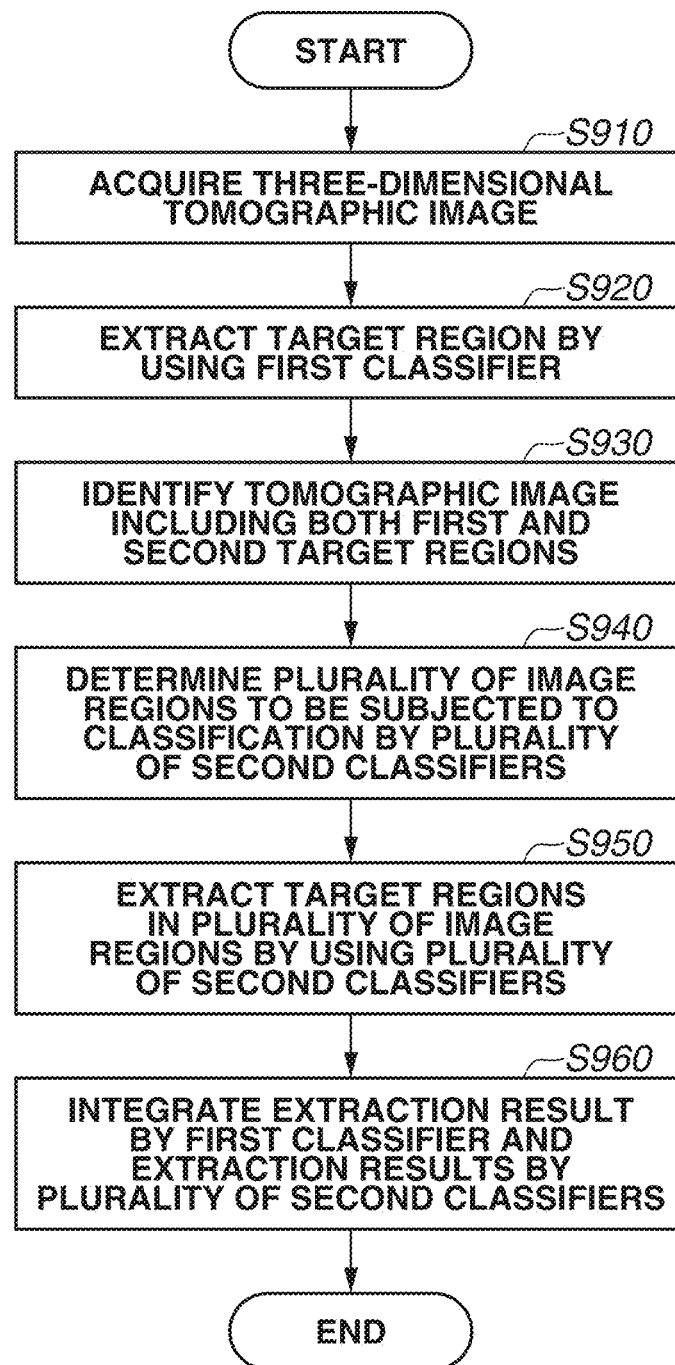 START
S910
ACQUIRE THREE-DIMENSIONAL
TOMOGRAPHIC IMAGE
S920
EXTRACT TARGET REGION BY
USING FIRST CLASSIFIER
S930
IDENTIFY TOMOGRAPHIC IMAGE
INCLUDING BOTH FIRST AND
SECOND TARGET REGIONS
S940
DETERMINE PLURALITY OF IMAGE
REGIONS TO BE SUBJECTED TO
CLASSIFICATION BY PLURALITY
OF SECOND CLASSIFIERS
S950
EXTRACT TARGET REGIONS
IN PLURALITY OF IMAGE
REGIONS BY USING PLURALITY
OF SECOND CLASSIFIERS
S960
INTEGRATE EXTRACTION RESULT
BY FIRST CLASSIFIER AND
EXTRACTION RESULTS BY
PLURALITY OF SECOND CLASSIFIERS
END